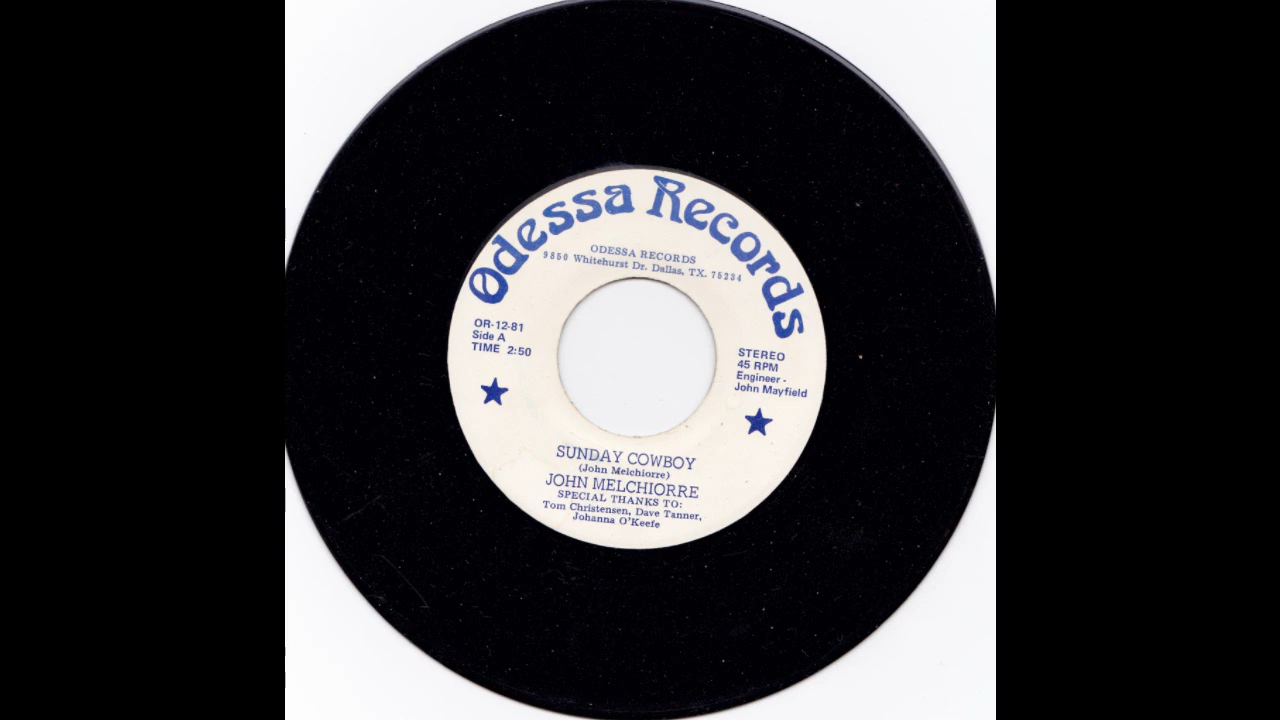 Odessa Records
ODESSA RECORDS
9850 Whitehurst Dr. Dallas, TX. 75234
OR-12-81
Side A
TIME 2:50
STEREO
45 RPM
Engineer -
John Mayfield
SUNDAY COWBOY
(John Melchiorre)
JOHN MELCHIORRE
SPECIAL THANKS TO:
Tom Christensen, Dave Tanner,
Johanna O'Keefe